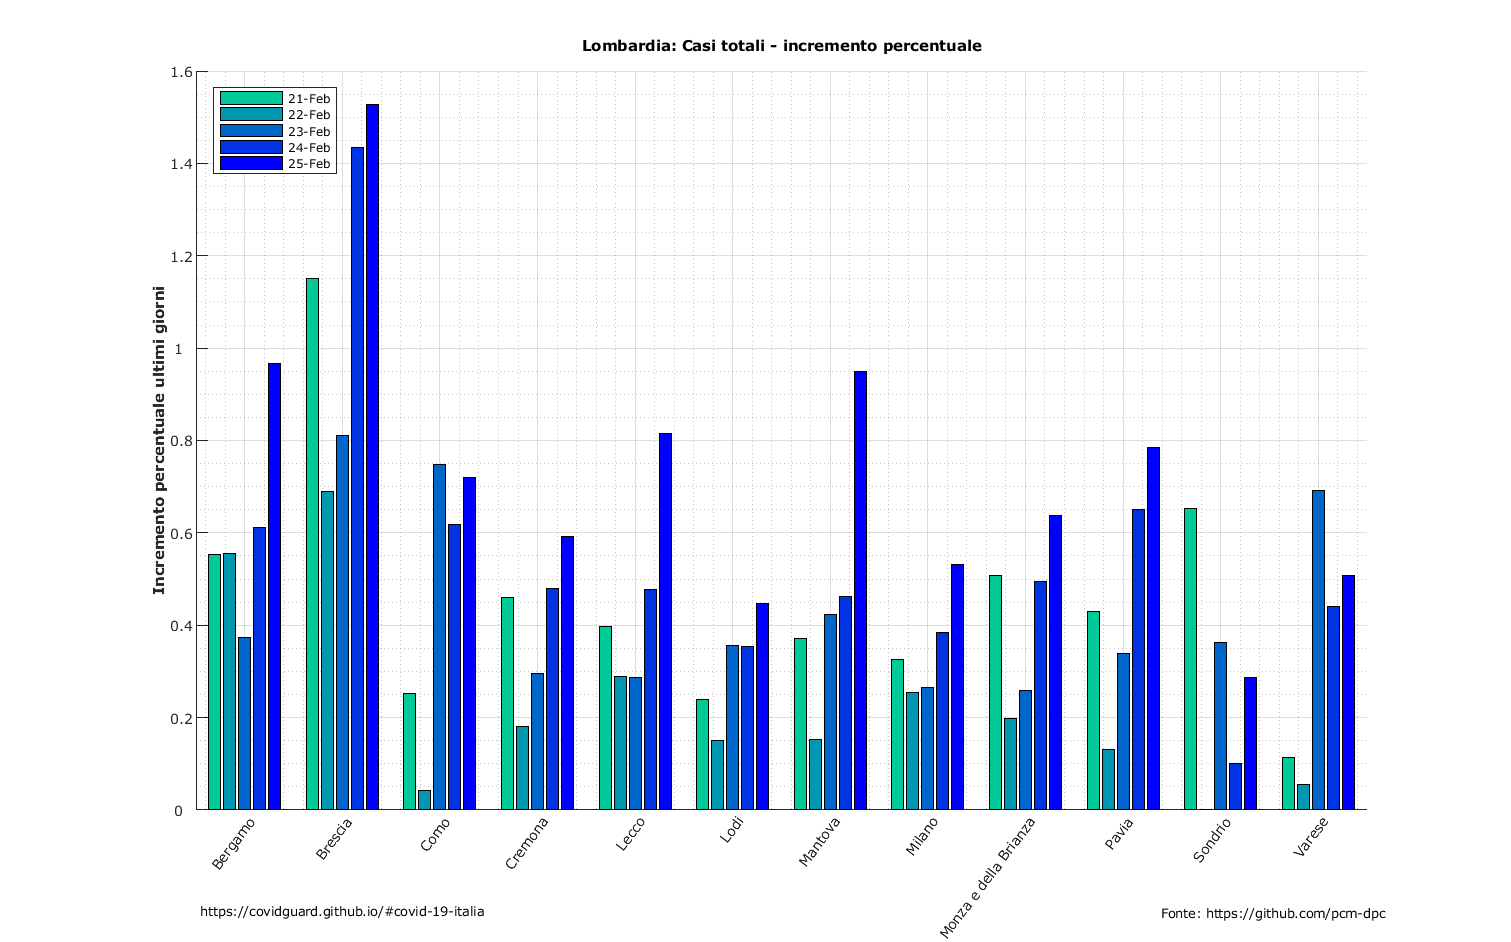 Lombardia: Casi totali - incremento percentuale
1.6
1.4
1.2
1
0.8
0.6
0.4
0.2
0
Incremento percentuale ultimi giorni
21-Feb
22-Feb
23-Feb
24-Feb
25-Feb
Bergamo
Brescia
Como
Cremona
Lecco
Lodi
Mantova
Milano
Monza e della Brianza
Pavia
Sondrio
Varese
https://covidguard.github.io/#covid-19-italia
Fonte: https://github.com/pcm-dpc